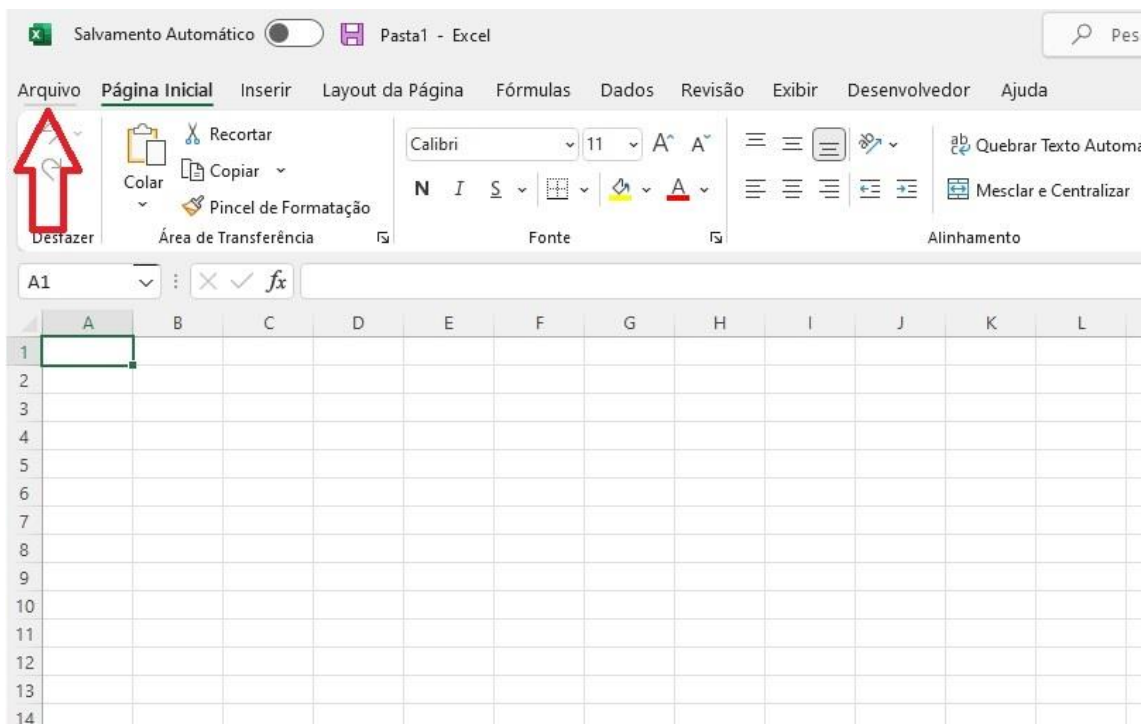 Salvamento Automático Pasta1 - Excel Pes
Arquivo Página Inicial Inserir Layout da Página Fórmulas Dados Revisão Exibir Desenvolvedor Ajuda
Recortar
Copiar
Pincel de Formatação
Colar
Calibri 11 A A
N I S A
ab Quebrar Texto Automa
Mesclar e Centralizar
Desfazer Área de Transferência Fonte Alinhamento
A1 fx
A B C D E F G H I J K L
1
2
3
4
5
6
7
8
9
10
11
12
13
14